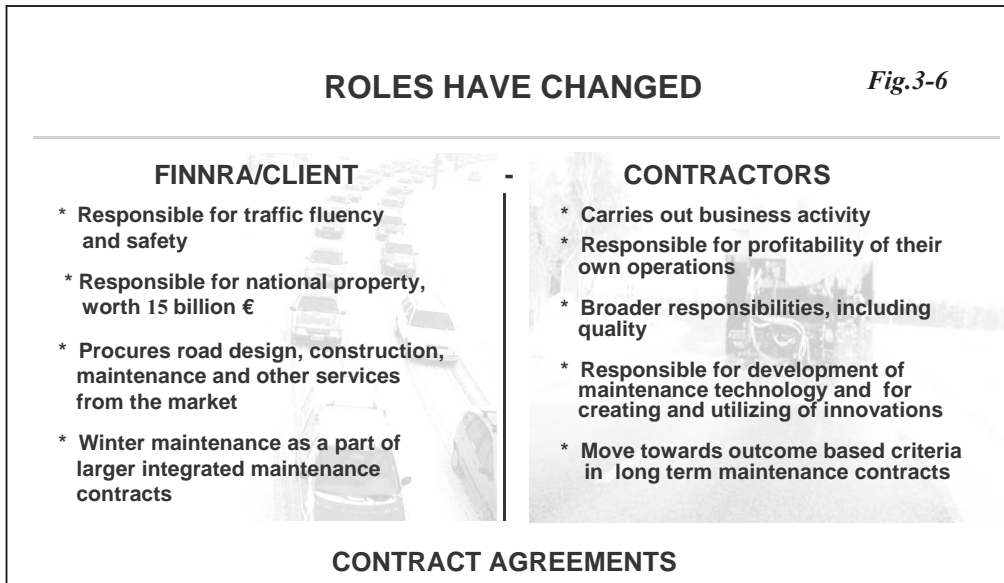 ROLES HAVE CHANGED
Fig.3-6
FINNRA/CLIENT
-
CONTRACTORS
* Responsible for traffic fluency
and safety
* Responsible for national property,
worth 15 billion €
* Procures road design, construction,
maintenance and other services
from the market
* Winter maintenance as a part of
larger integrated maintenance
contracts
* Carries out business activity
* Responsible for profitability of their
own operations
* Broader responsibilities, including
quality
* Responsible for development of
maintenance technology and for
creating and utilizing of innovations
* Move towards outcome based criteria
in long term maintenance contracts
CONTRACT AGREEMENTS